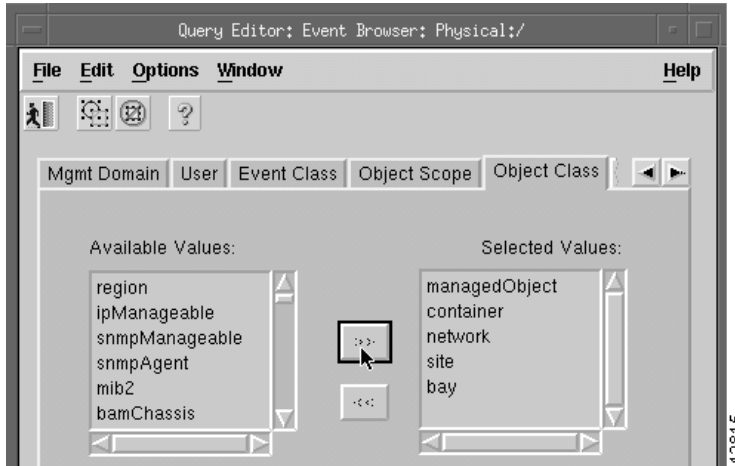 Query Editor: Event Browser: Physical:/
File Edit Options Window Help
?
Mgmt Domain User Event Class Object Scope Object Class
Available Values: Selected Values:
region
ipManageable
snmpManageable
snmpAgent
mib2
bamChassis
>>
<<
managedObject
container
network
site
bay